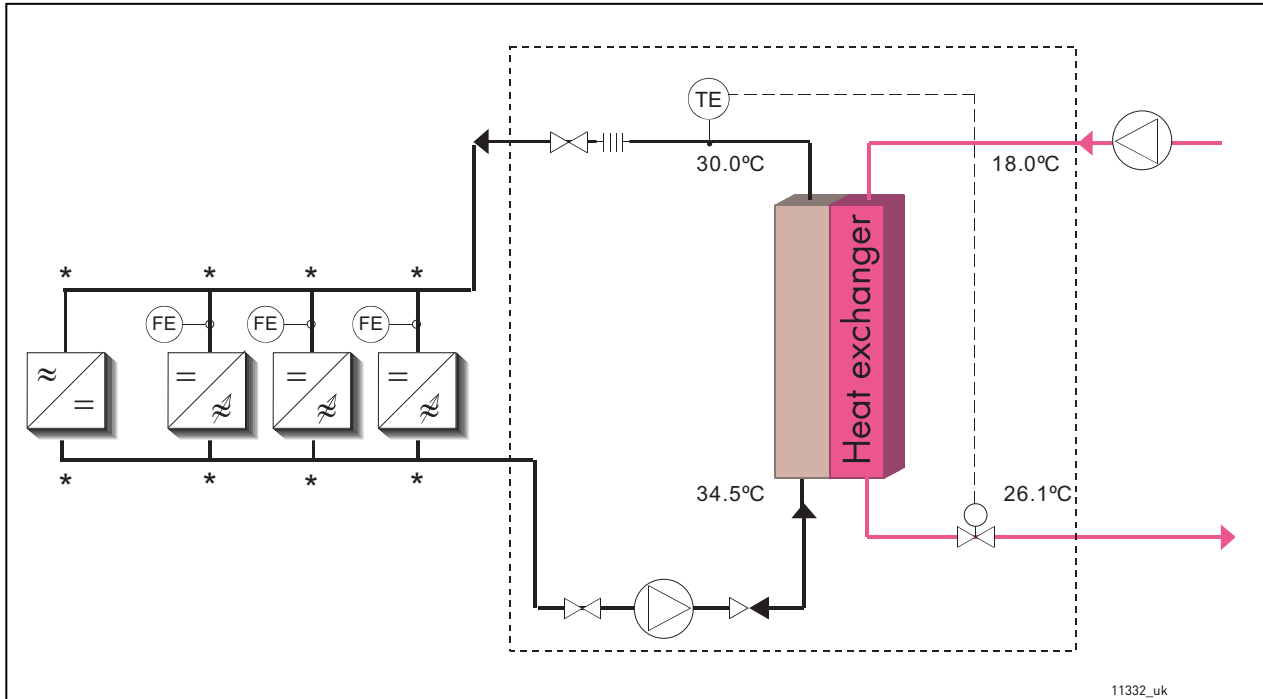 TE
30.0ºC
18.0ºC
* * * *
FE FE FE
≈ = = =
= ≈ ≈ ≈
* * * *
Heat exchanger
34.5ºC
26.1ºC
11332_uk